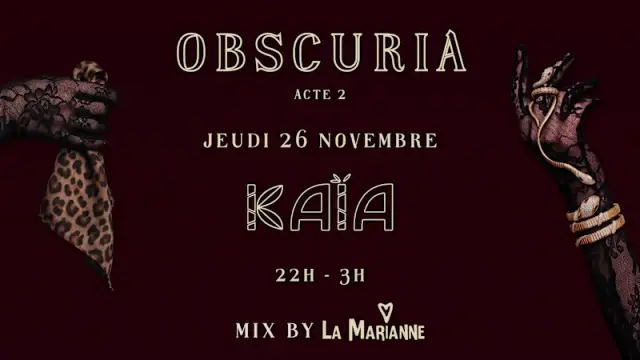 OBSCURIA
ACTE 2
JEUDI 26 NOVEMBRE
KAÏA
22H - 3H
MIX BY LA MARIANNE